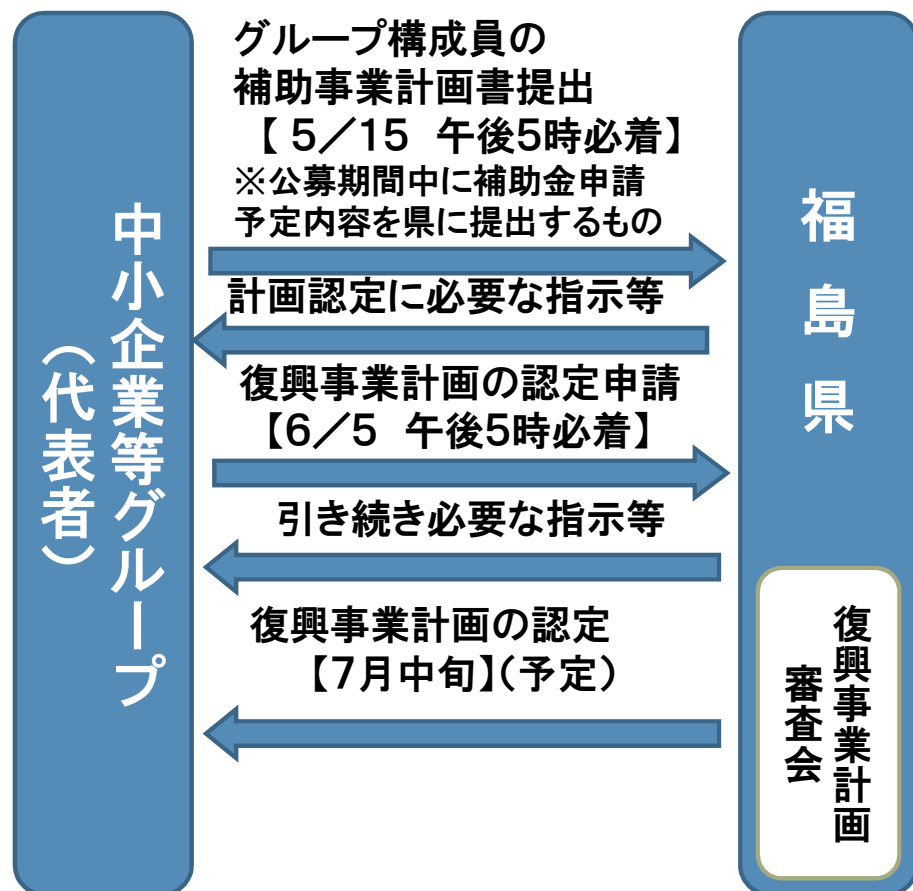 中小企業等グループ
（代表者）
グループ構成員の
補助事業計画書提出
【 5／15　午後5時必着】
※公募期間中に補助金申請
予定内容を県に提出するもの
計画認定に必要な指示等
復興事業計画の認定申請
【6／5　午後5時必着】
引き続き必要な指示等
復興事業計画の認定
【7月中旬】（予定）
福島県
復興事業計画
審査会